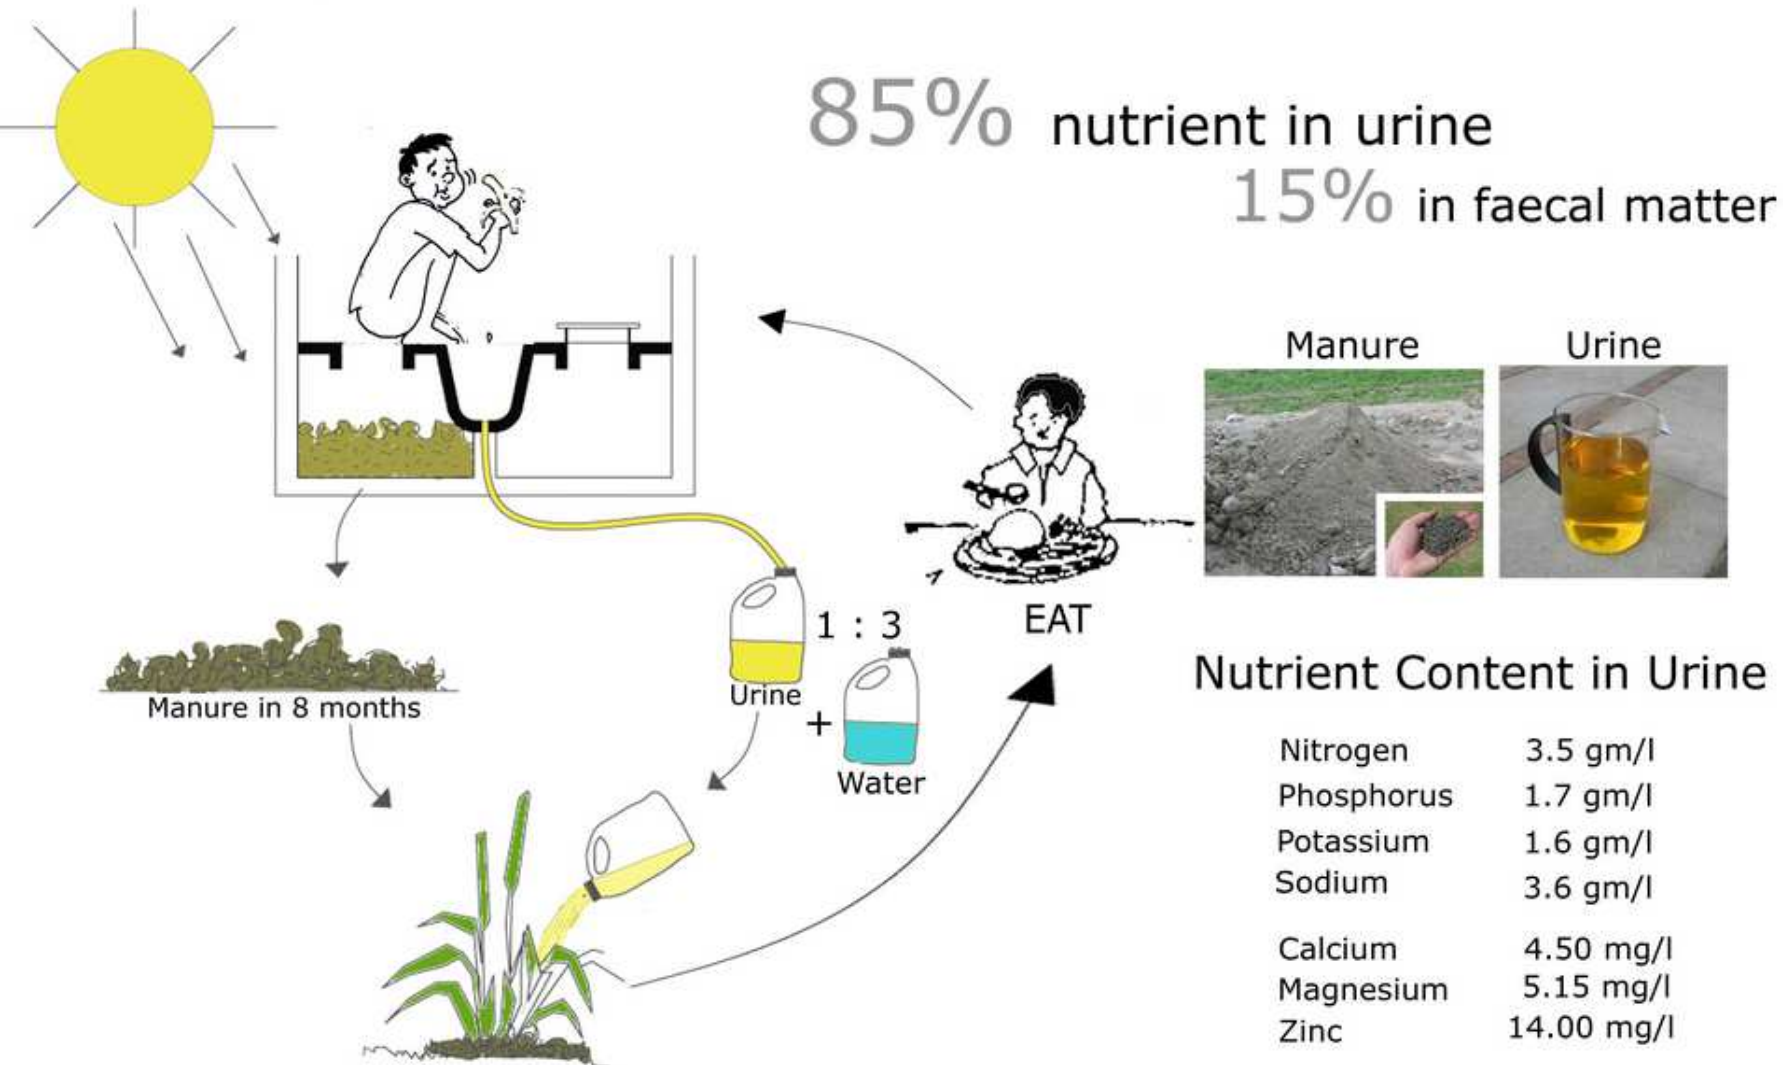 85% nutrient in urine
15% in faecal matter
Manure Urine
1 : 3
EAT
Urine
+
Water
Manure in 8 months
Nutrient Content in Urine
Nitrogen 3.5 gm/l
Phosphorus 1.7 gm/l
Potassium 1.6 gm/l
Sodium 3.6 gm/l
Calcium 4.50 mg/l
Magnesium 5.15 mg/l
Zinc 14.00 mg/l